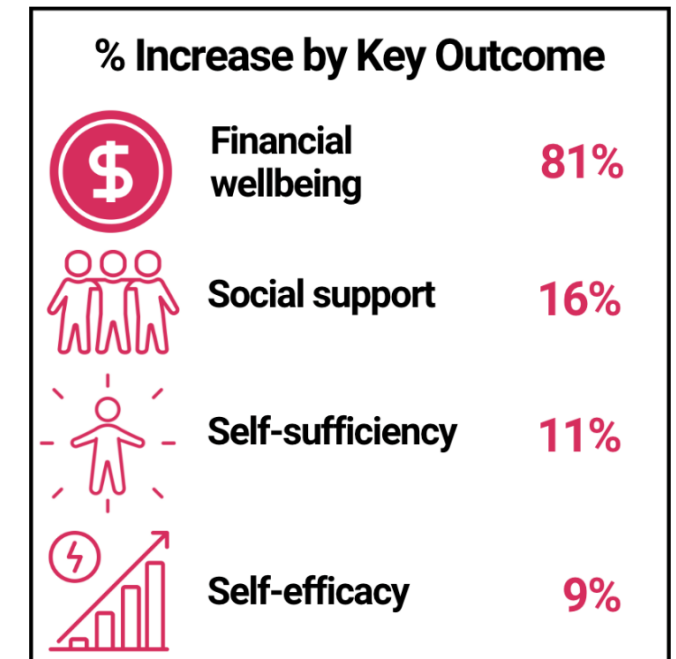 % Increase by Key Outcome
$
Financial
wellbeing
81%
Social support
16%
Self-sufficiency
11%
Self-efficacy
9%